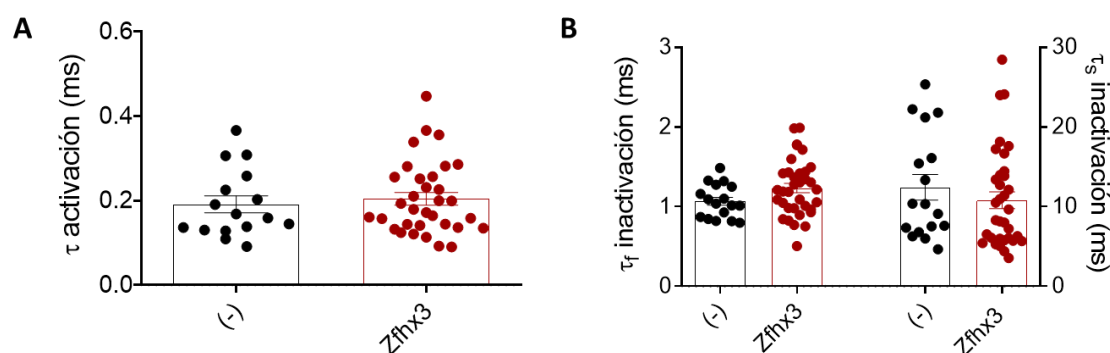 A
τ activación (ms)
0.6
0.4
0.2
0.0
(-)
Zfhx3
B
τf inactivación (ms)
3
2
1
0
(-)
Zfhx3
(-)
Zfhx3
30
20
10
0
τs inactivación
(ms)